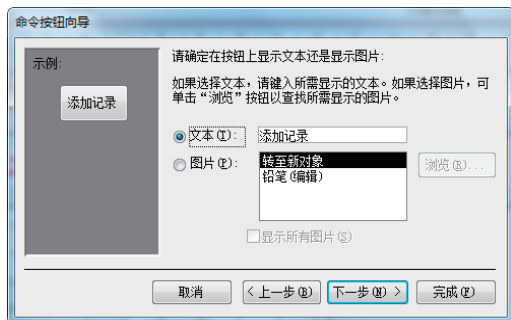 命令按钮向导
示例:
添加记录
请确定在按钮上显示文本还是显示图片:
如果选择文本，请键入所需显示的文本。如果选择图片，可
单击“浏览”按钮以查找所需显示的图片。
文本(T): 添加记录
图片(P): 转至新对象
铅笔(编辑)
浏览(R)...
显示所有图片(S)
取消 <上一步(B) 下一步(N)> 完成(F)